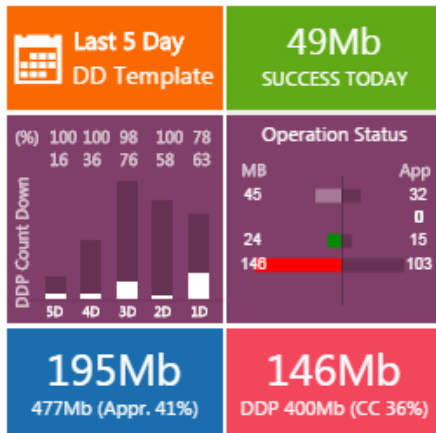 Last 5 Day
DD Template
49Mb
SUCCESS TODAY
(%) 100 100 98 100 78
16 36 76 58 63
DDP Count Down
5D 4D 3D 2D 1D
Operation Status
MB App
45 32
0
24 15
146 103
195Mb
477Mb (Appr. 41%)
146Mb
DDP 400Mb (CC 36%)